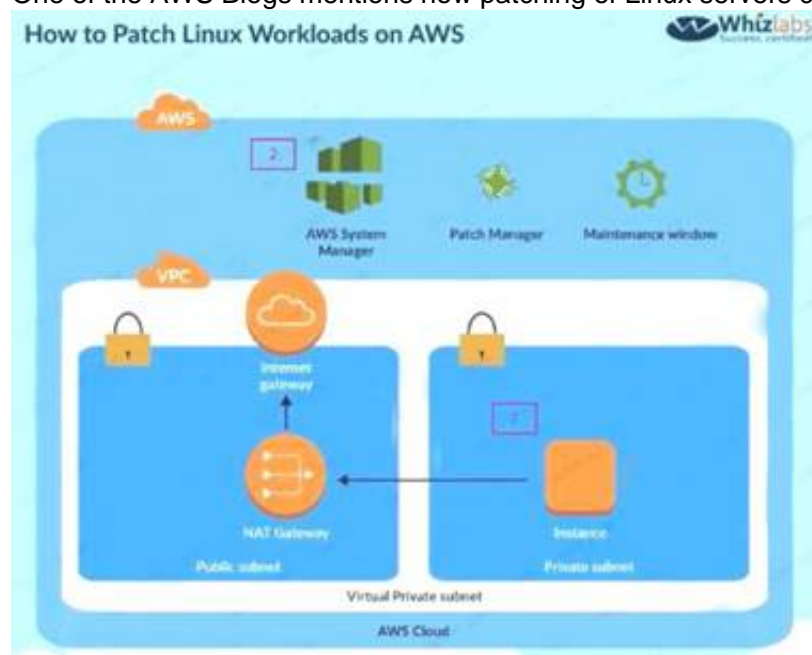 One of the AWS Blogs mentions how patching of Linux servers
How to Patch Linux Workloads on AWS
Whizlabs
AWS
2
AWS System
Manager
Patch Manager
Maintenance window
VPC
Internet
gateway
NAT Gateway
Instance
Public subnet
Private subnet
Virtual Private subnet
AWS Cloud